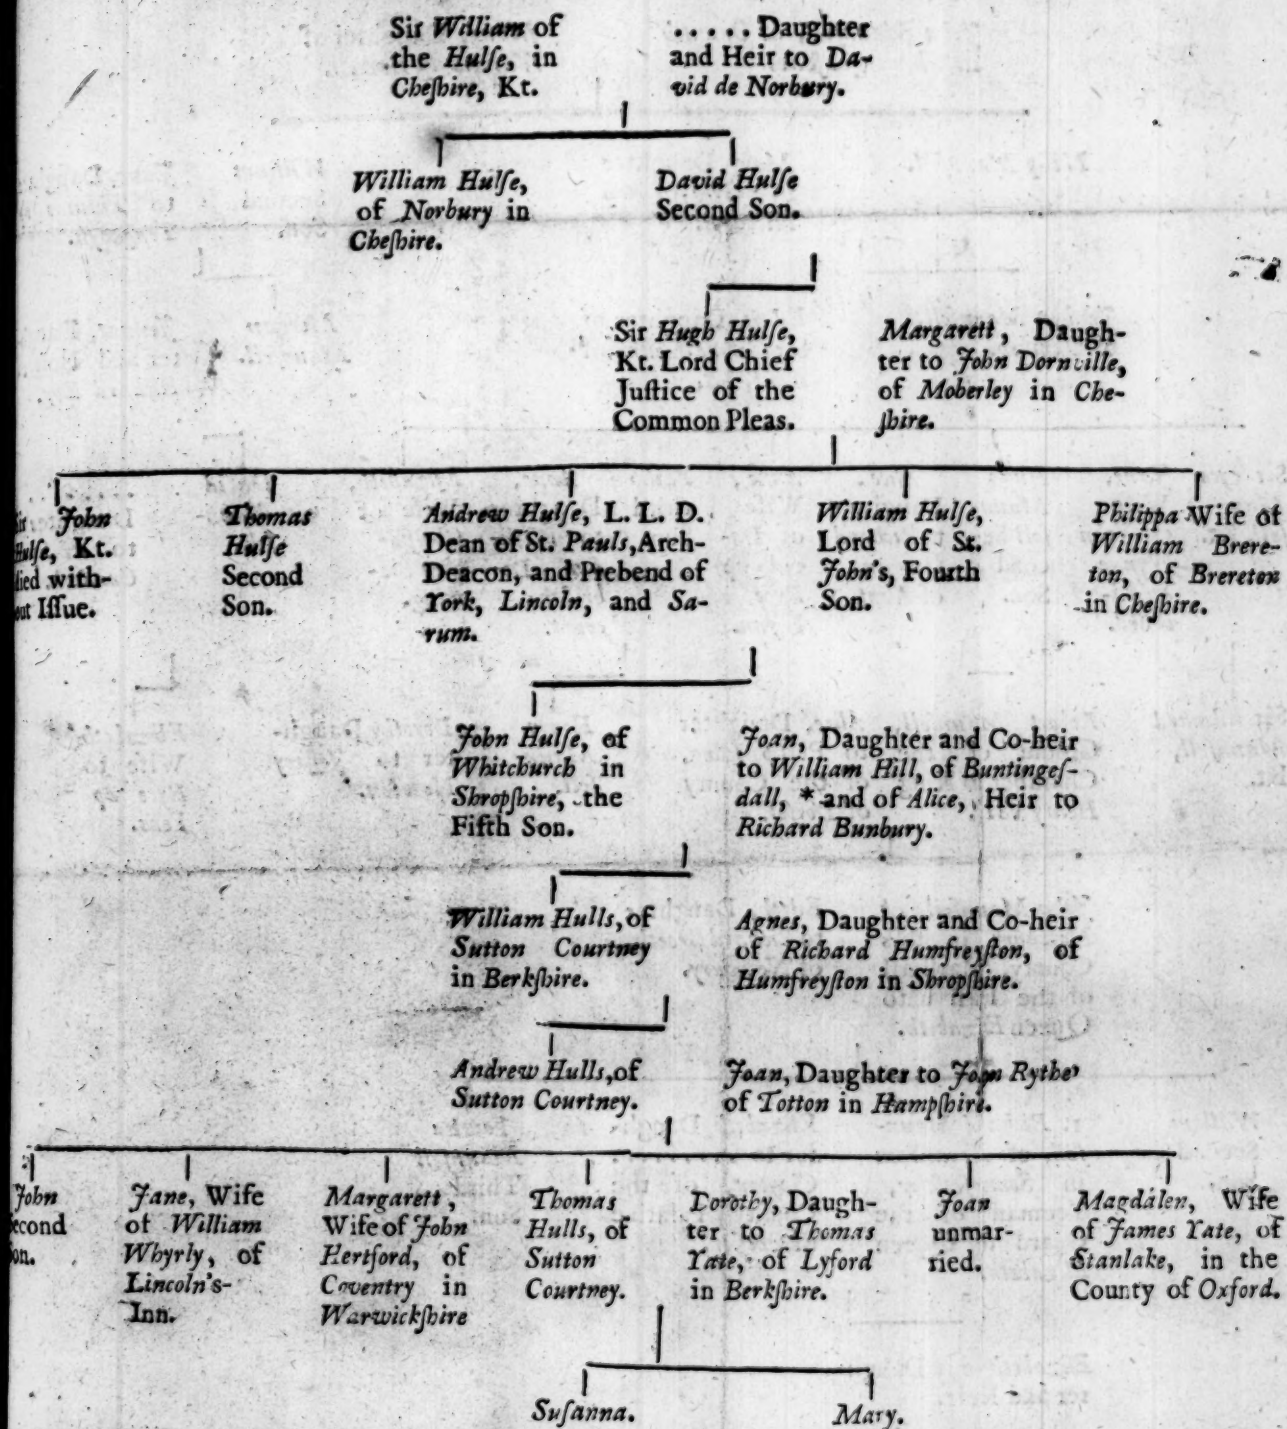 Sir William of
the Hulſe, in
Cheſhire, Kt.
. . . . . Daughter
and Heir to Da-
vid de Norbury.
William Hulſe,
of Norbury in
Cheſhire.
David Hulſe
Second Son.
Sir Hugh Hulſe,
Kt. Lord Chief
Juſtice of the
Common Pleas.
Margarett, Daugh-
ter to John Dornville,
of Moberley in Che-
ſhire.
John
Hulſe, Kt.
died with-
out Iſſue.
Thomas
Hulſe
Second
Son.
Andrew Hulſe, L. L. D.
Dean of St. Pauls, Arch-
Deacon, and Prebend of
York, Lincoln, and Sa-
rum.
William Hulſe,
Lord of St.
John's, Fourth
Son.
Philippa Wife of
William Brere-
ton, of Brereton
in Cheſhire.
John Hulſe, of
Whitchurch in
Shropſhire, the
Fifth Son.
Joan, Daughter and Co-heir
to William Hill, of Buntingeſ-
dall, * and of Alice, Heir to
Richard Bunbury.
William Hulls, of
Sutton Courtney
in Berkſhire.
Agnes, Daughter and Co-heir
of Richard Humfreyſton, of
Humfreyſton in Shropſhire.
Andrew Hulls, of
Sutton Courtney.
Joan, Daughter to John Rythe
of Totton in Hampſhire.
John
Second
Son.
Jane, Wife
of William
Whyrly, of
Lincoln's-
Inn.
Margarett,
Wife of John
Hertford, of
Coventry in
Warwickſhire
Thomas
Hulls, of
Sutton
Courtney.
Dorothy, Daugh-
ter to Thomas
Yate, of Lyford
in Berkſhire.
Joan
unmar-
ried.
Magdalen, Wife
of James Yate, of
Stanlake, in the
County of Oxford.
Suſanna.
Mary.